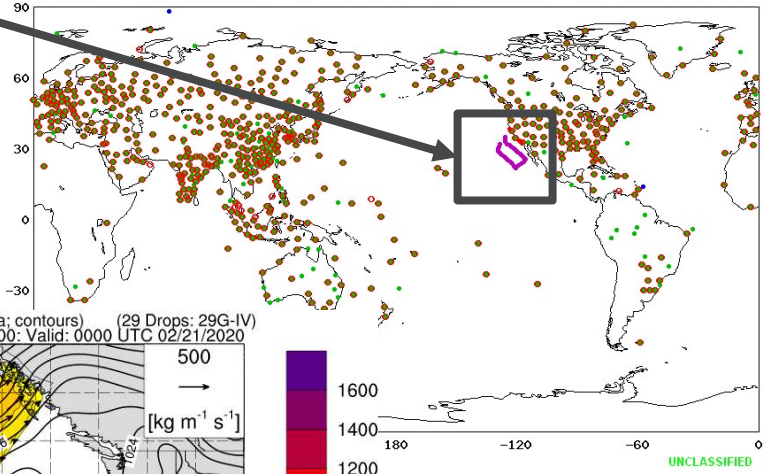 90
60
30
0
−30
a; contours) (29 Drops: 29G-IV)
00: Valid: 0000 UTC 02/21/2020
500
[kg m⁻¹ s⁻¹]
1024
1600
1400
1200
180 −120 −60 0
UNCLASSIFIED